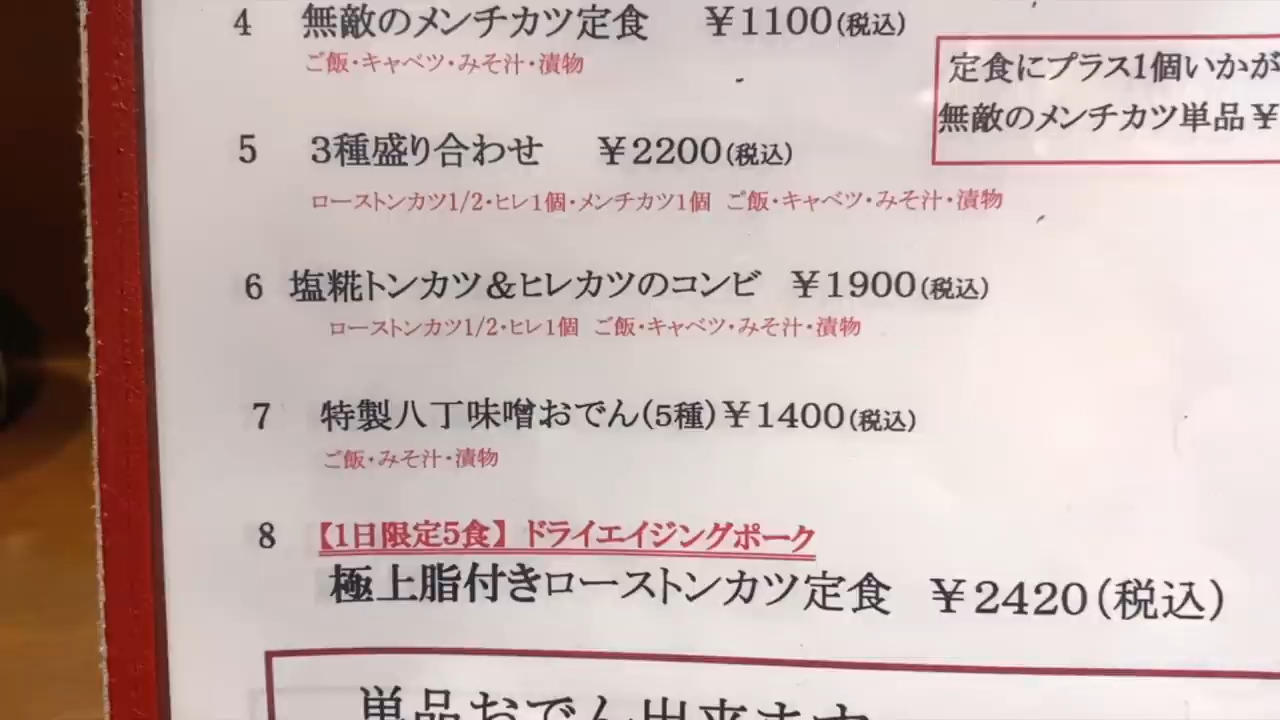 4 無敵のメンチカツ定食 ¥1100(税込)
ご飯・キャベツ・みそ汁・漬物
定食にプラス1個いかが
無敵のメンチカツ単品¥
5 3種盛り合わせ ¥2200(税込)
ローストンカツ1/2・ヒレ1個・メンチカツ1個 ご飯・キャベツ・みそ汁・漬物
6 塩糀トンカツ&ヒレカツのコンビ ¥1900(税込)
ローストンカツ1/2・ヒレ1個 ご飯・キャベツ・みそ汁・漬物
7 特製八丁味噌おでん(5種)¥1400(税込)
ご飯・みそ汁・漬物
8 【1日限定5食】ドライエイジングポーク
極上脂付きローストンカツ定食 ¥2420(税込)
単品おでん出来ます